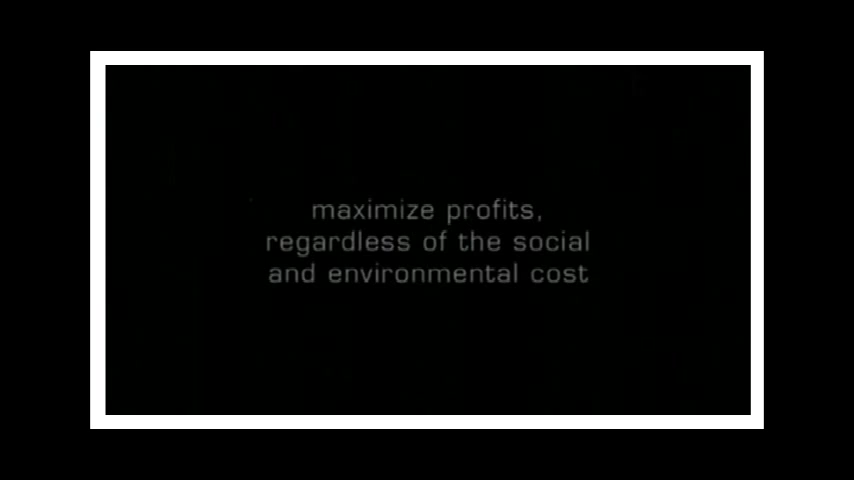 maximize profits,
regardless of the social
and environmental cost